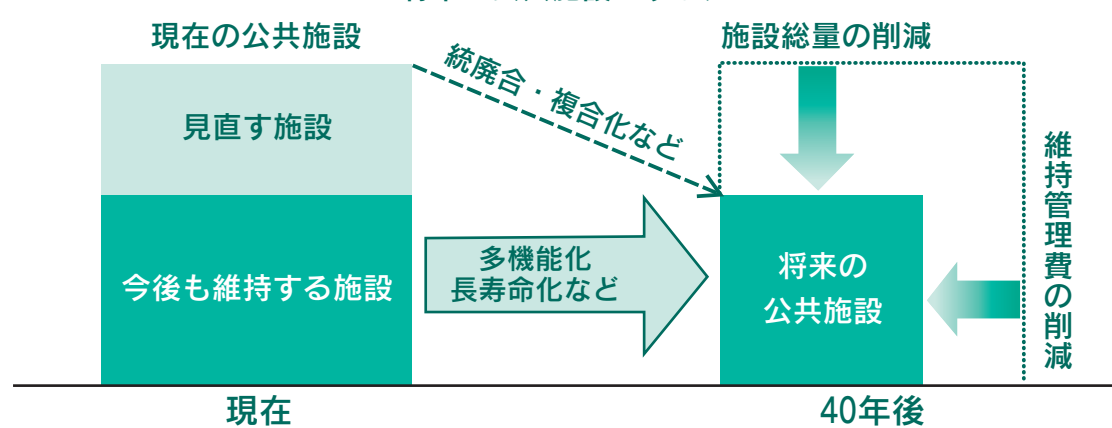 現在の公共施設
施設総量の削減
統廃合・複合化など
見直す施設
維持管理費の削減
今後も維持する施設
多機能化
長寿命化など
将来の
公共施設
現在
40年後